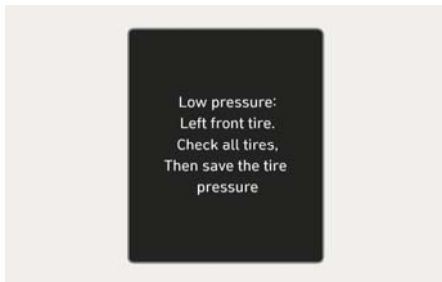 Low pressure:
Left front tire.
Check all tires,
Then save the tire
pressure